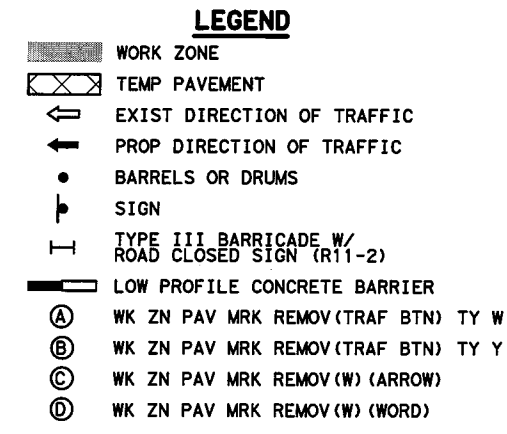 LEGEND
WORK ZONE
TEMP PAVEMENT
EXIST DIRECTION OF TRAFFIC
PROP DIRECTION OF TRAFFIC
BARRELS OR DRUMS
SIGN
TYPE III BARRICADE W/
ROAD CLOSED SIGN (R11-2)
LOW PROFILE CONCRETE BARRIER
A WK ZN PAV MRK REMOV(TRAF BTN) TY W
B WK ZN PAV MRK REMOV(TRAF BTN) TY Y
C WK ZN PAV MRK REMOV(W)(ARROW)
D WK ZN PAV MRK REMOV(W)(WORD)